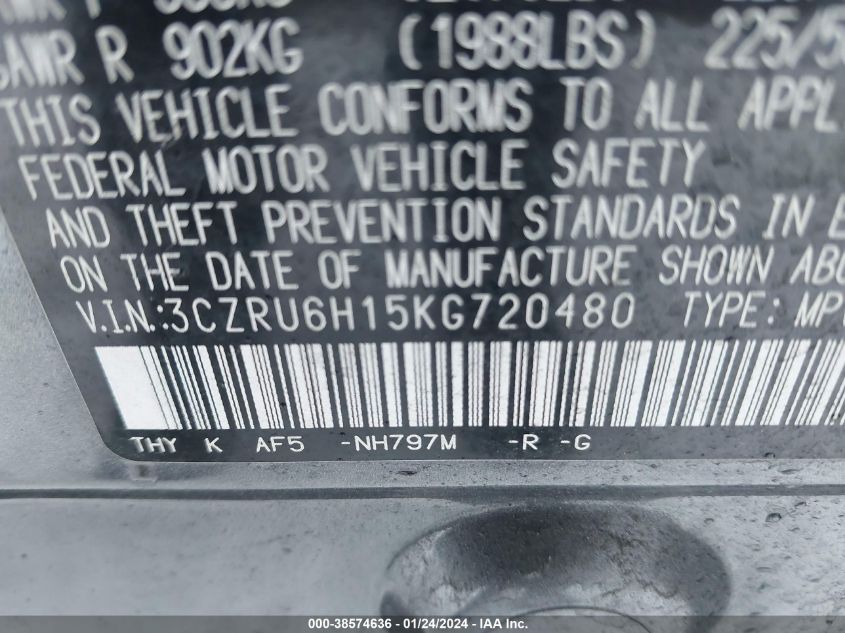 GAWR R 902KG (1988LBS) 225/5
THIS VEHICLE CONFORMS TO ALL APPL
FEDERAL MOTOR VEHICLE SAFETY
AND THEFT PREVENTION STANDARDS IN E
ON THE DATE OF MANUFACTURE SHOWN ABO
V.I.N.:3CZRU6H15KG720480 TYPE: MP
THY K AF5 -NH797M -R -G
000-38574636 - 01/24/2024 - IAA Inc.